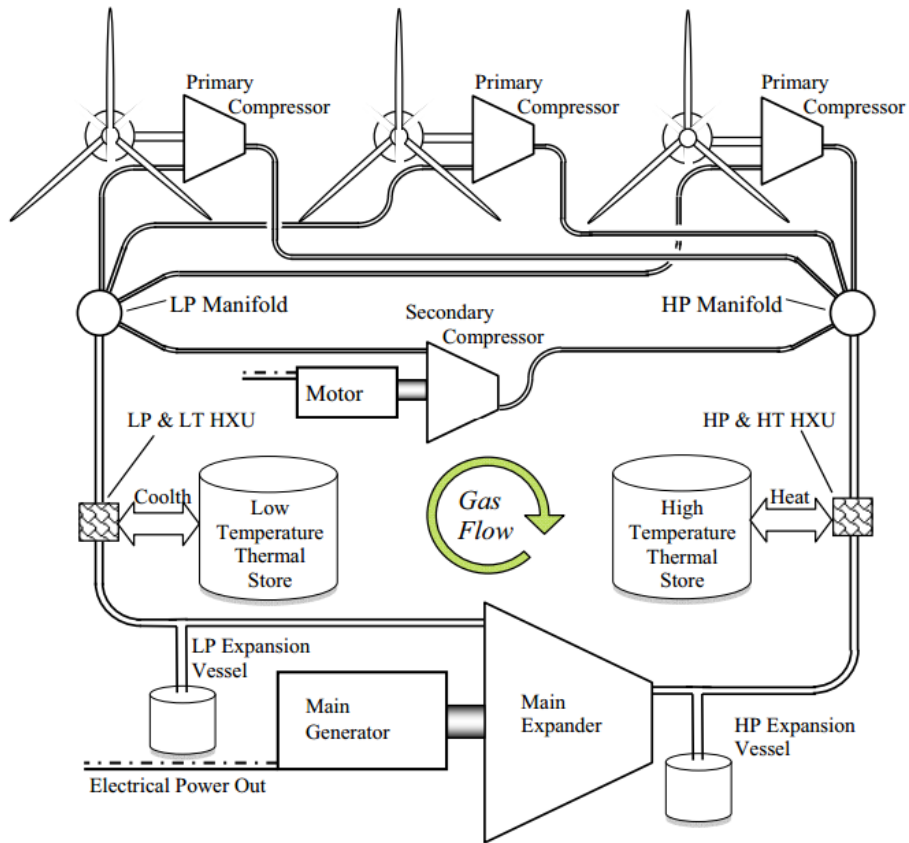 Primary
Compressor
Primary
Compressor
Primary
Compressor
LP Manifold
HP Manifold
Secondary
Compressor
Motor
LP & LT HXU
HP & HT HXU
Coolth
Low
Temperature
Thermal
Store
Gas
Flow
High
Temperature
Thermal
Store
Heat
LP Expansion
Vessel
Main
Generator
Main
Expander
HP Expansion
Vessel
Electrical Power Out